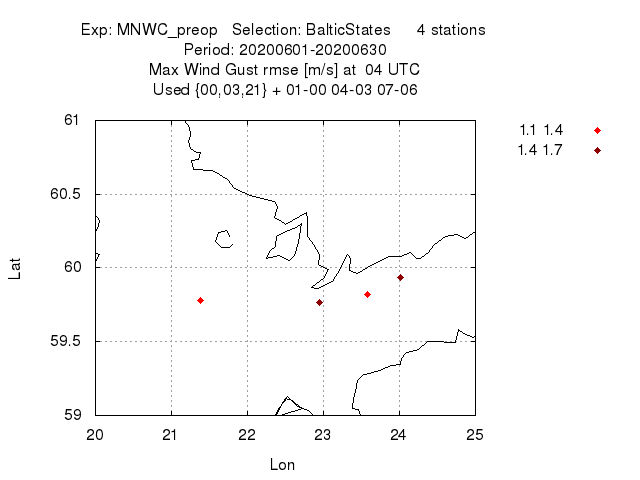 Exp: MNWC_preop   Selection: BalticStates      4 stations
Period: 20200601-20200630
Max Wind Gust rmse [m/s] at  04 UTC
Used {00,03,21} + 01-00 04-03 07-06
1.1 1.4
1.4 1.7
61
60.5
60
59.5
59
Lat
20 21 22 23 24 25
Lon